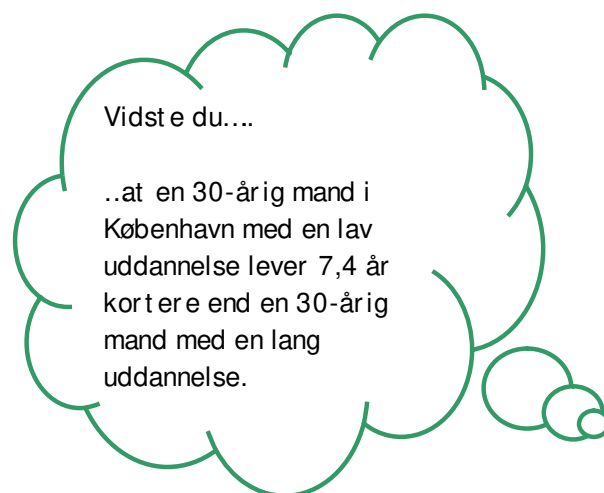 Vidste du....
..at en 30-årig mand i
København med en lav
uddannelse lever 7,4 år
kortere end en 30-årig
mand med en lang
uddannelse.